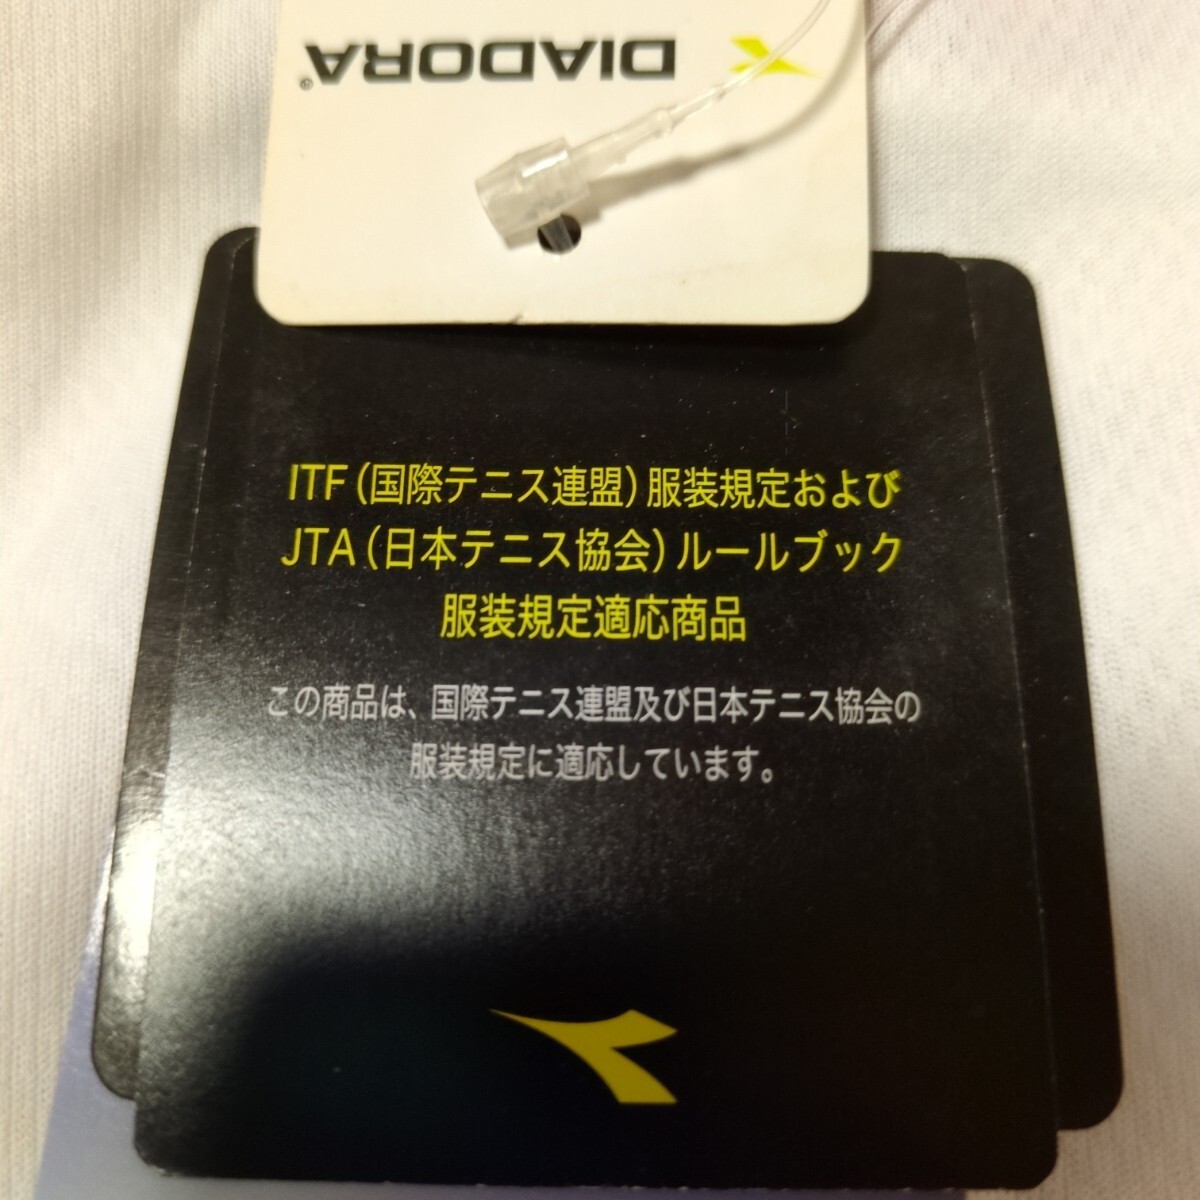 DIADORA®
ITF(国際テニス連盟)服装規定および
JTA(日本テニス協会)ルールブック
服装規定適応商品
この商品は、国際テニス連盟及び日本テニス協会の
服装規定に適応しています。